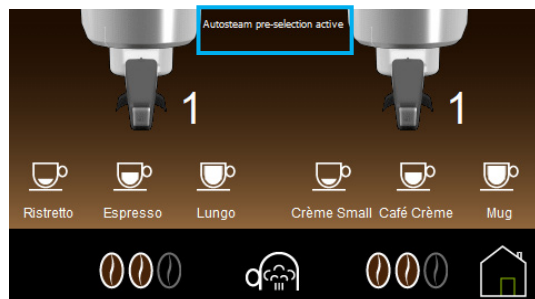 Autosteam pre-selection active
1 1
Ristretto Espresso Lungo Crème Small Café Crème Mug